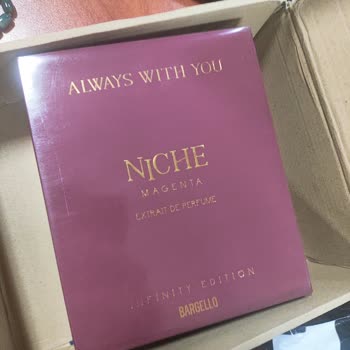 ALWAYS WITH YOU
NICHE
MAGENTA
EXTRAIT DE PERFUME
INFINITY EDITION
BARGELLO